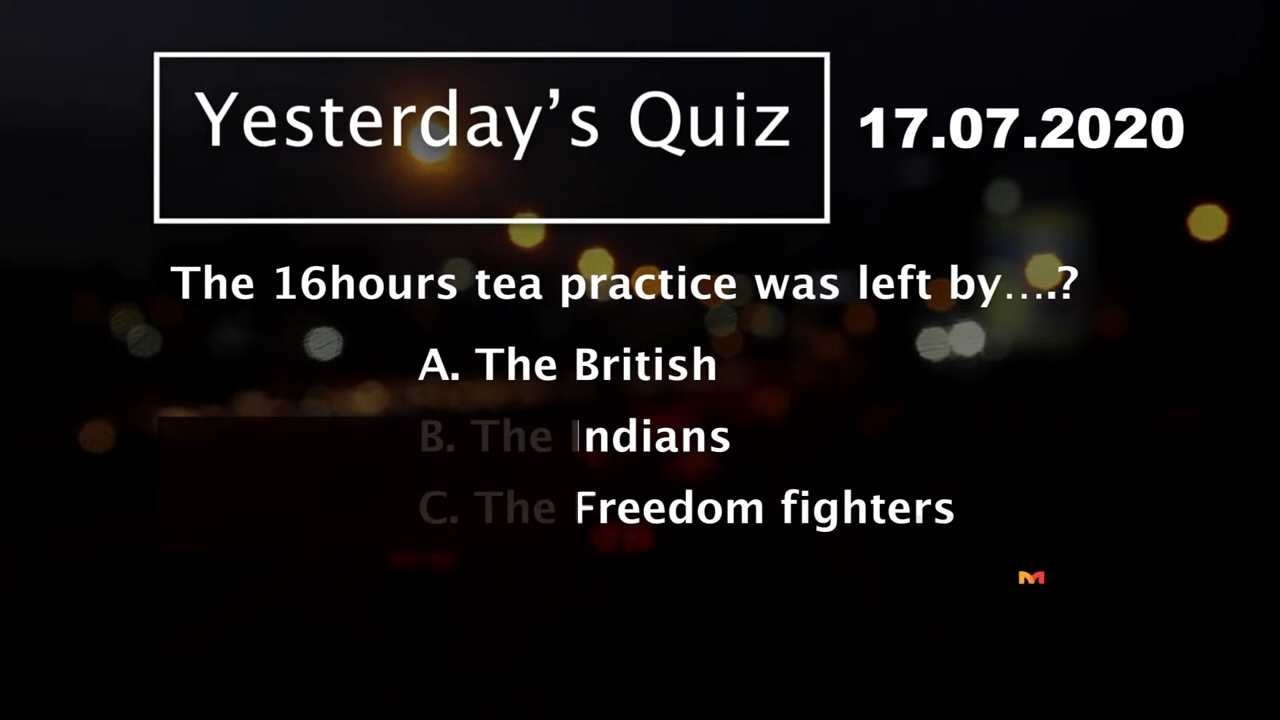 Yesterday’s Quiz
17.07.2020
The 16hours tea practice was left by….?
A. The British
B. The Indians
C. The Freedom fighters